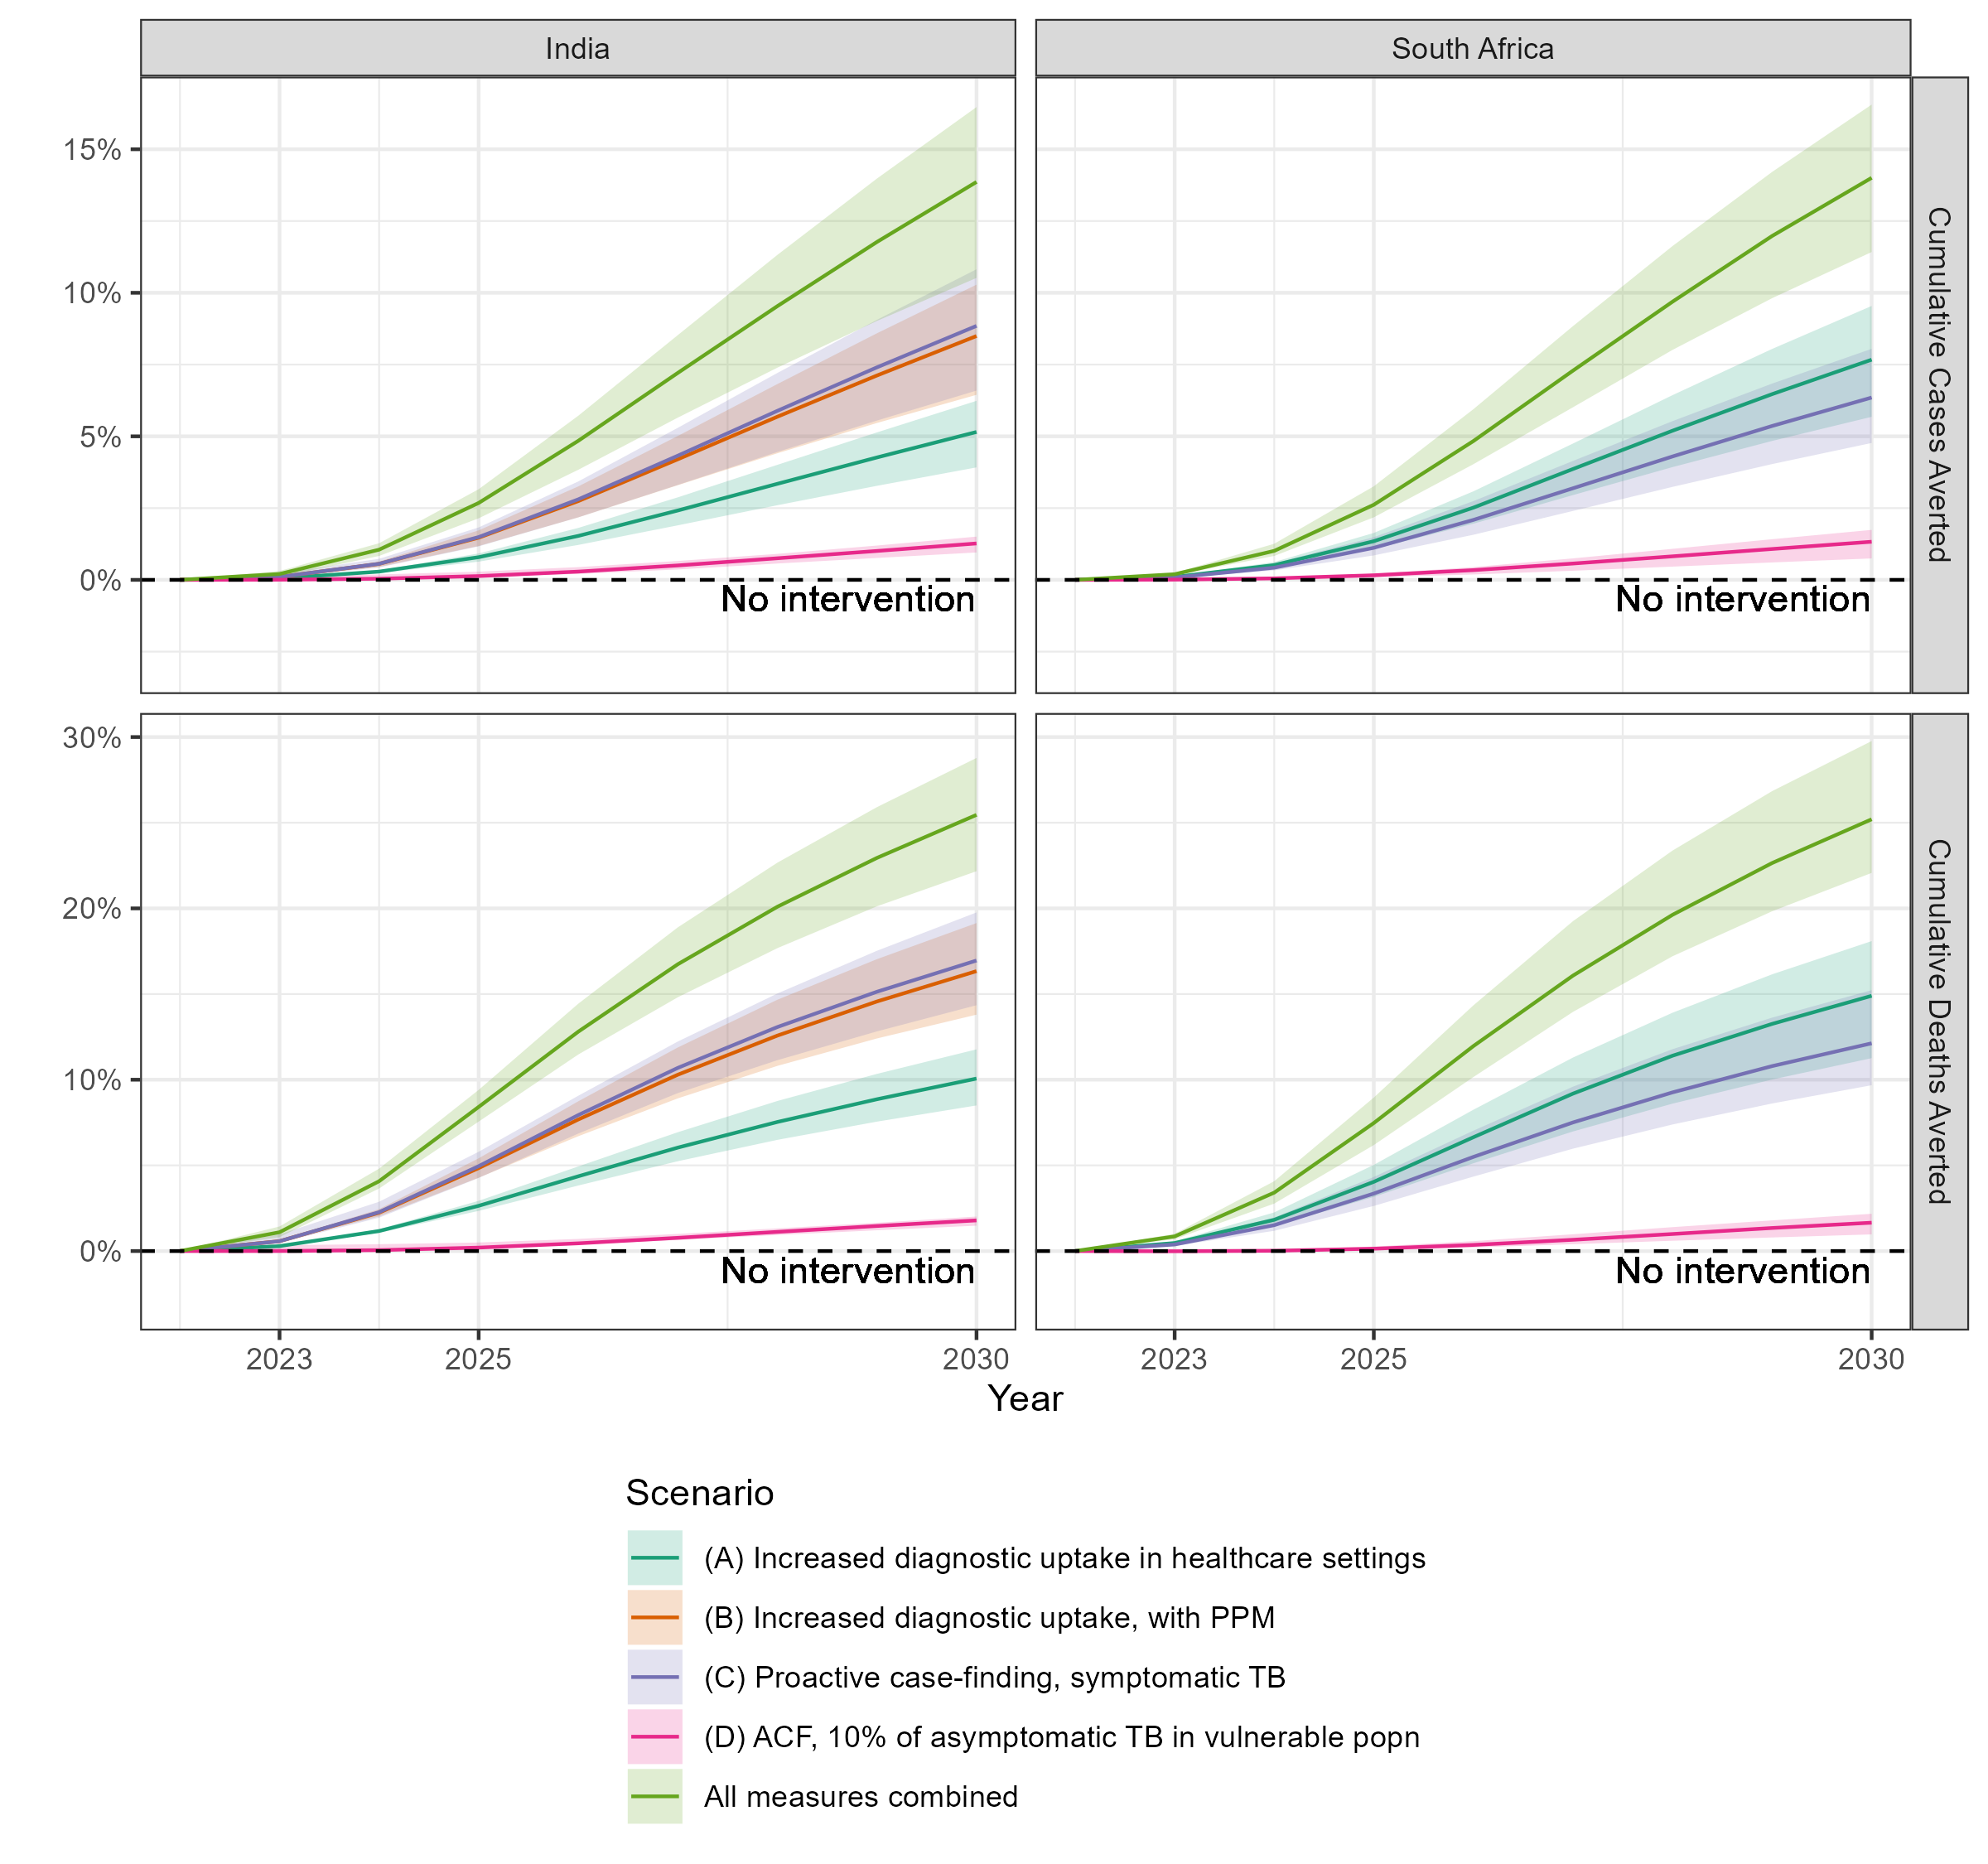 India
South Africa
15%
10%
5%
0%
No intervention
No intervention
Cumulative Cases Averted
30%
20%
10%
0%
No intervention
No intervention
Cumulative Deaths Averted
2023
2025
2030
2023
2025
2030
Year
Scenario
(A) Increased diagnostic uptake in healthcare settings
(B) Increased diagnostic uptake, with PPM
(C) Proactive case-finding, symptomatic TB
(D) ACF, 10% of asymptomatic TB in vulnerable popn
All measures combined